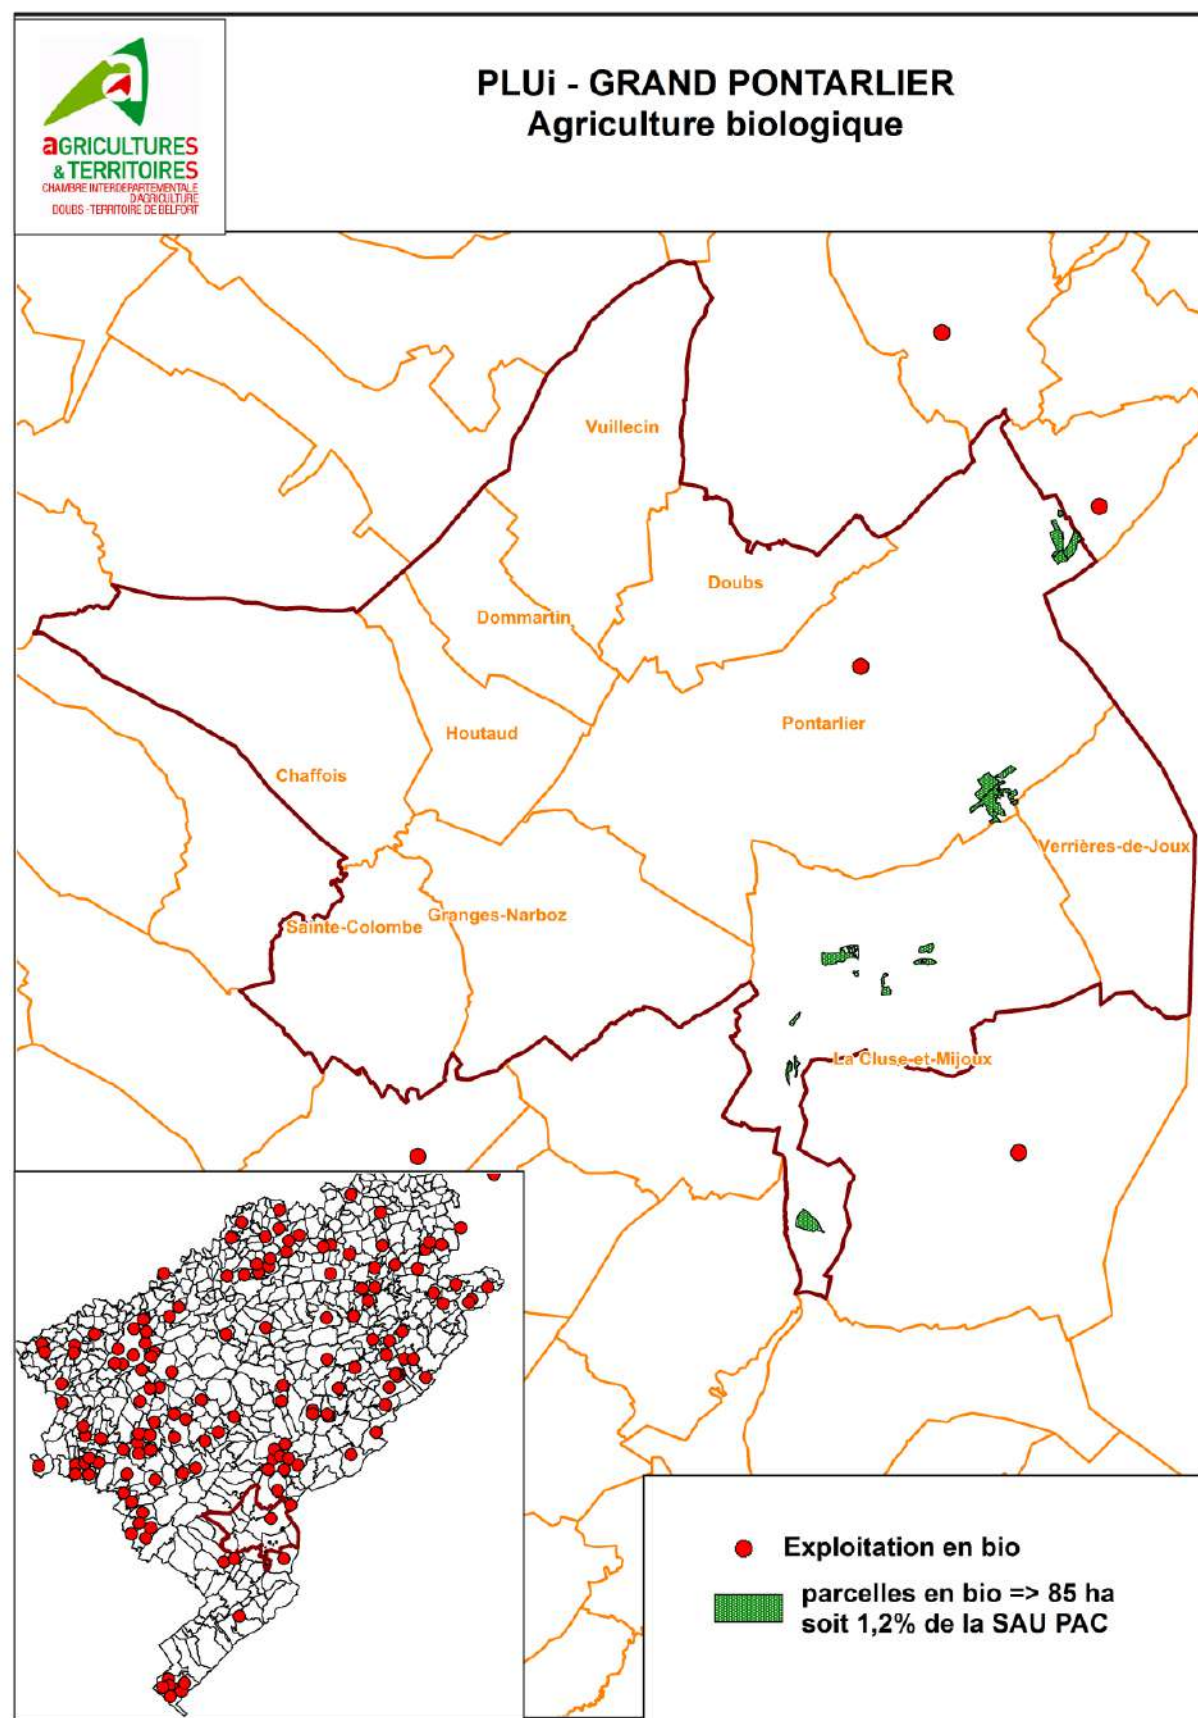 aGRICULTURES
& TERRITOIRES
CHAMBRE INTERDEPARTEMENTALE
D'AGRICULTURE
DOUBS - TERRITOIRE DE BELFORT
PLUi - GRAND PONTARLIER
Agriculture biologique
Vuillecin
Doubs
Dommartin
Pontarlier
Houtaud
Chaffois
Verrières-de-Joux
Granges-Narboz
Sainte-Colombe
La Cluse-et-Mijoux
Exploitation en bio
parcelles en bio => 85 ha
soit 1,2% de la SAU PAC